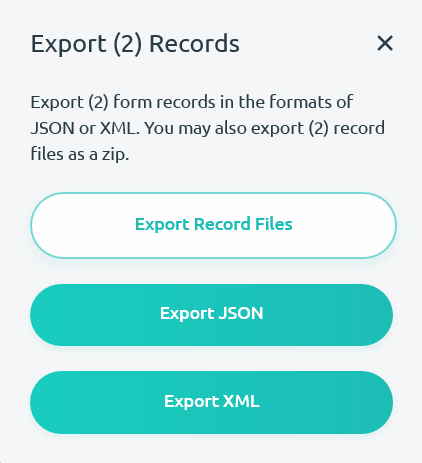 Export (2) Records
Export (2) form records in the formats of
JSON or XML. You may also export (2) record
files as a zip.
Export Record Files
Export JSON
Export XML